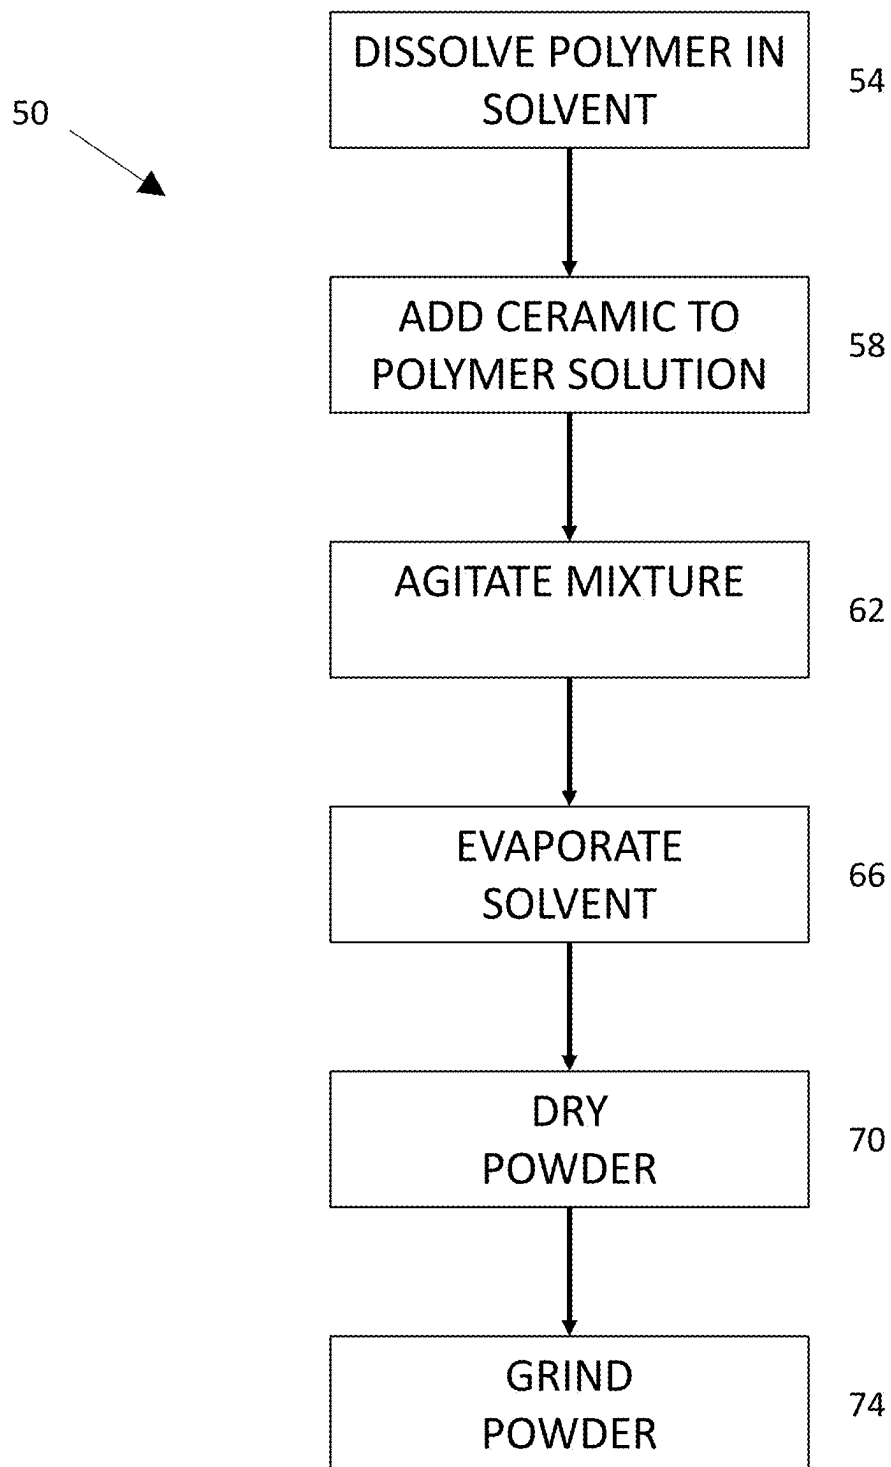 DISSOLVE POLYMER IN
SOLVENT
54
50
ADD CERAMIC TO
POLYMER SOLUTION
58
AGITATE MIXTURE
62
EVAPORATE
SOLVENT
66
DRY
POWDER
70
GRIND
POWDER
74